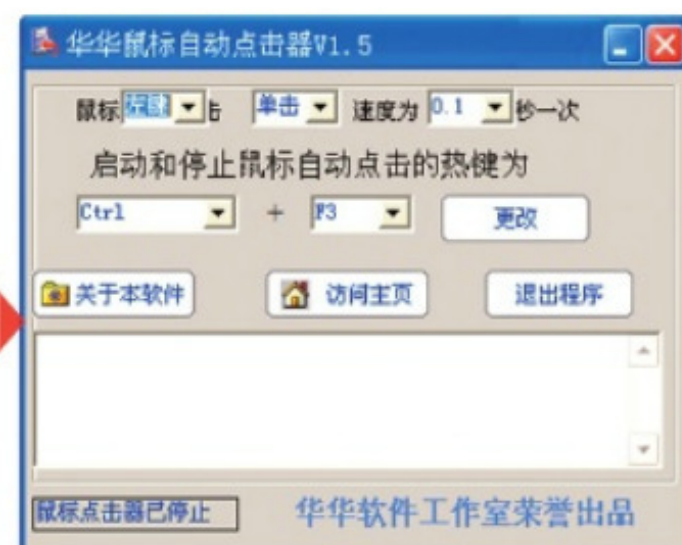 华华鼠标自动点击器V1.5
鼠标 左键 击 单击 速度为 0.1 秒一次
启动和停止鼠标自动点击的热键为
Ctrl + F3 更改
关于本软件 访问主页 退出程序
鼠标点击器已停止 华华软件工作室荣誉出品